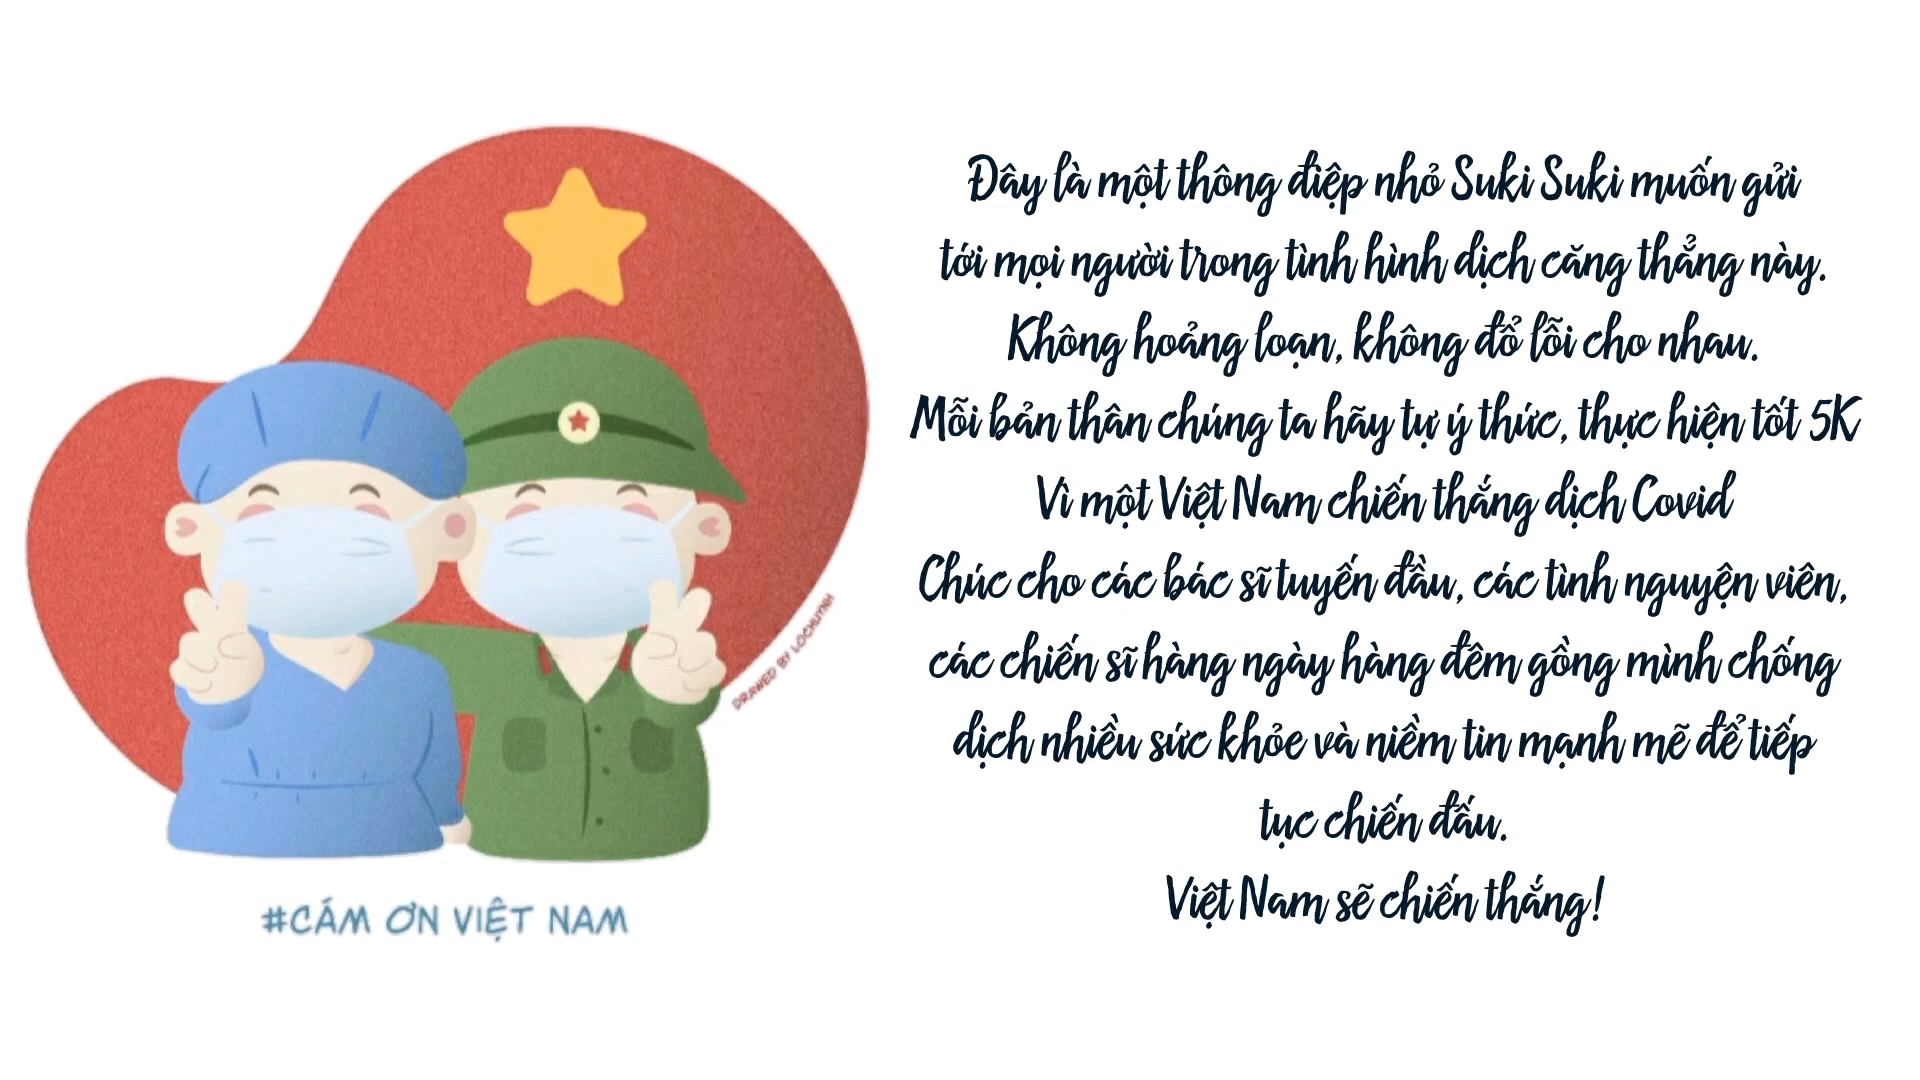 Đây là một thông điệp nhỏ Suki Suki muốn gửi
tới mọi người trong tình hình dịch căng thẳng này.
Không hoảng loạn, không đổ lỗi cho nhau.
Mỗi bản thân chúng ta hãy tự ý thức, thực hiện tốt 5K
Vì một Việt Nam chiến thắng dịch Covid
Chúc cho các bác sĩ tuyến đầu, các tình nguyện viên,
các chiến sĩ hàng ngày hàng đêm gồng mình chống
dịch nhiều sức khỏe và niềm tin mạnh mẽ để tiếp
tục chiến đấu.
Việt Nam sẽ chiến thắng!
DRAWED BY LOCHUYNH
#CÁM ƠN VIỆT NAM